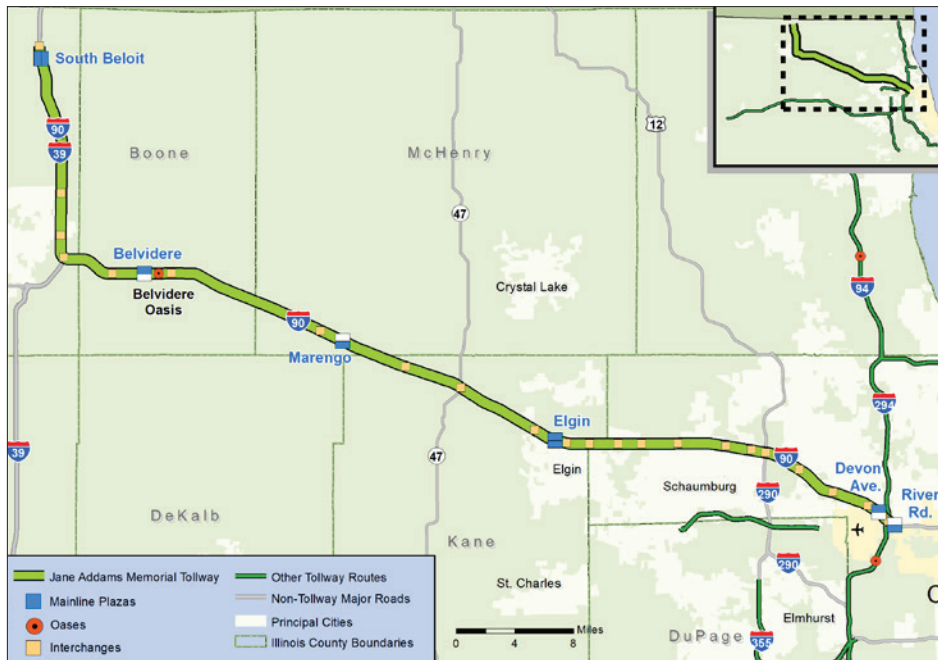 South Beloit
90
39
Boone
McHenry
12
47
Belvidere
Belvidere
Oasis
90
Crystal Lake
94
Marengo
294
Elgin
47
39
90
Elgin
Schaumburg
290
Devon
Ave.
River
Rd.
DeKalb
Kane
290
St. Charles
Elmhurst
DuPage
355
C
Jane Addams Memorial Tollway
Mainline Plazas
Oases
Interchanges
Other Tollway Routes
Non-Tollway Major Roads
Principal Cities
Illinois County Boundaries
Miles
0 4 8